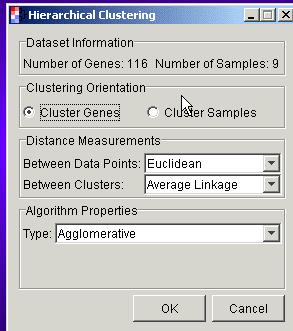 Hierarchical Clustering
Dataset Information
Number of Genes: 116 Number of Samples: 9
Clustering Orientation
Cluster Genes Cluster Samples
Distance Measurements
Between Data Points: Euclidean
Between Clusters: Average Linkage
Algorithm Properties
Type: Agglomerative
OK Cancel